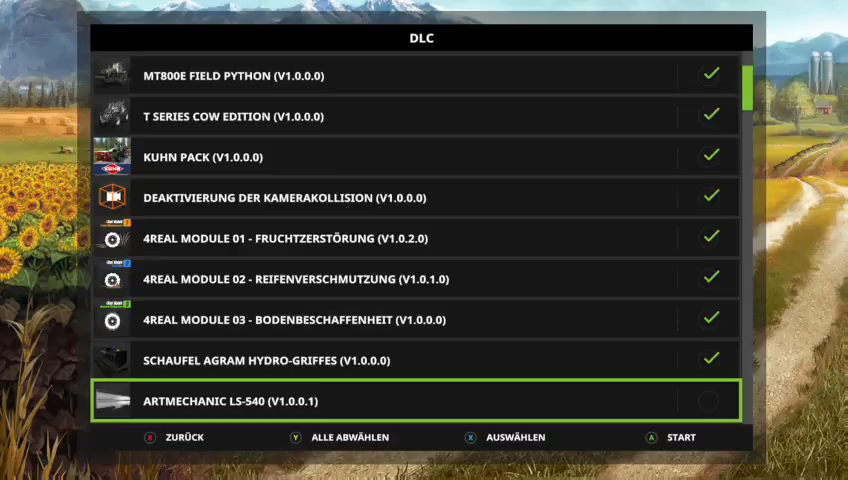 DLC
MT800E FIELD PYTHON (V1.0.0.0)
T SERIES COW EDITION (V1.0.0.0)
KUHN PACK (V1.0.0.0)
KUHN
DEAKTIVIERUNG DER KAMERAKOLLISION (V1.0.0.0)
4REAL MODULE 01 - FRUCHTZERSTÖRUNG (V1.0.2.0)
4REAL MODULE 02 - REIFENVERSCHMUTZUNG (V1.0.1.0)
4REAL MODULE 03 - BODENBESCHAFFENHEIT (V1.0.0.0)
SCHAUFEL AGRAM HYDRO-GRIFFES (V1.0.0.0)
ARTMECHANIC LS-540 (V1.0.0.1)
B ZURÜCK Y ALLE ABWÄHLEN X AUSWÄHLEN A START